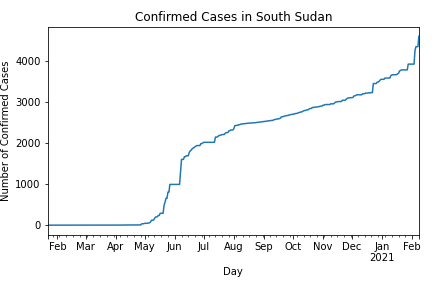 Confirmed Cases in South Sudan
Number of Confirmed Cases
4000
3000
2000
1000
0
Feb Mar Apr May Jun Jul Aug Sep Oct Nov Dec Jan Feb
2021
Day